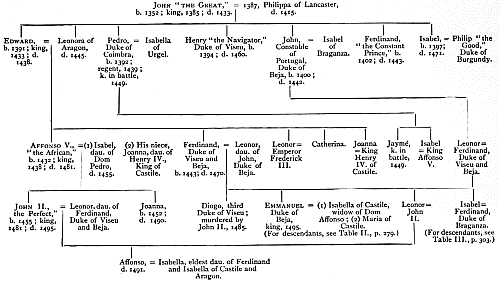 JOHN "THE GREAT," = 1387, Philippa of Lancaster,
b. 1352; king, 1385; d. 1433. d. 1415.
EDWARD, = Leonora of
b. 1391; king, Aragon,
1433; d. d. 1445.
1438.
Pedro, = Isabella
Duke of of
Coimbra, Urgel.
b. 1392;
regent, 1439;
k. in battle,
1449.
Henry "the Navigator,"
Duke of Viseu, b.
1394; d. 1460.
John, = Isabel
Constable of
of Braganza.
Portugal,
Duke of
Beja, b. 1400;
d. 1442.
Ferdinand,
"the Constant
Prince," b.
1402; d. 1443.
Isabel, = Philip "the
b. 1397; Good,"
d. 1471. Duke of
Burgundy.
AFFONSO V., = (1) Isabel, (2) His niece,
"the African," dau. of Joanna, dau. of
b. 1432; king, Dom Henry IV.,
1438; d. 1481. Pedro, King of
d. 1455. Castile.
Ferdinand, = Leonor,
Duke of dau. of
Viseu and John,
Beja, Duke of
b. 1443; d. 1470. Beja.
Leonor=
Emperor
Frederick
III.
Catherina.
Joanna
=King
Henry
IV. of
Castile.
Jaymé,
k. in
battle,
1449.
Isabel
=King
Affonso
V.
Leonor=
Ferdinand,
Duke of
Viseu and
Beja.
JOHN II., = Leonor, dau. of
"the Perfect," Ferdinand,
b. 1455; king, Duke of Viseu
1481; d. 1495. and Beja.
Joanna,
b. 1452;
d. 1490.
Diogo, third
Duke of Viseu;
murdered by
John II., 1485.
EMMANUEL = (1) Isabella of Castile,
Duke of widow of Dom
Beja, Affonso; (2) Maria of
king, 1495. Castile.
(For descendants, see Table II., p. 279.)
Leonor=
John
II.
Isabel=
Ferdinand,
Duke of
Braganza.
(For descendants, see
Table III., p. 303.)
Affonso, = Isabella, eldest dau. of Ferdinand
d. 1491. and Isabella of Castile and
Aragon.